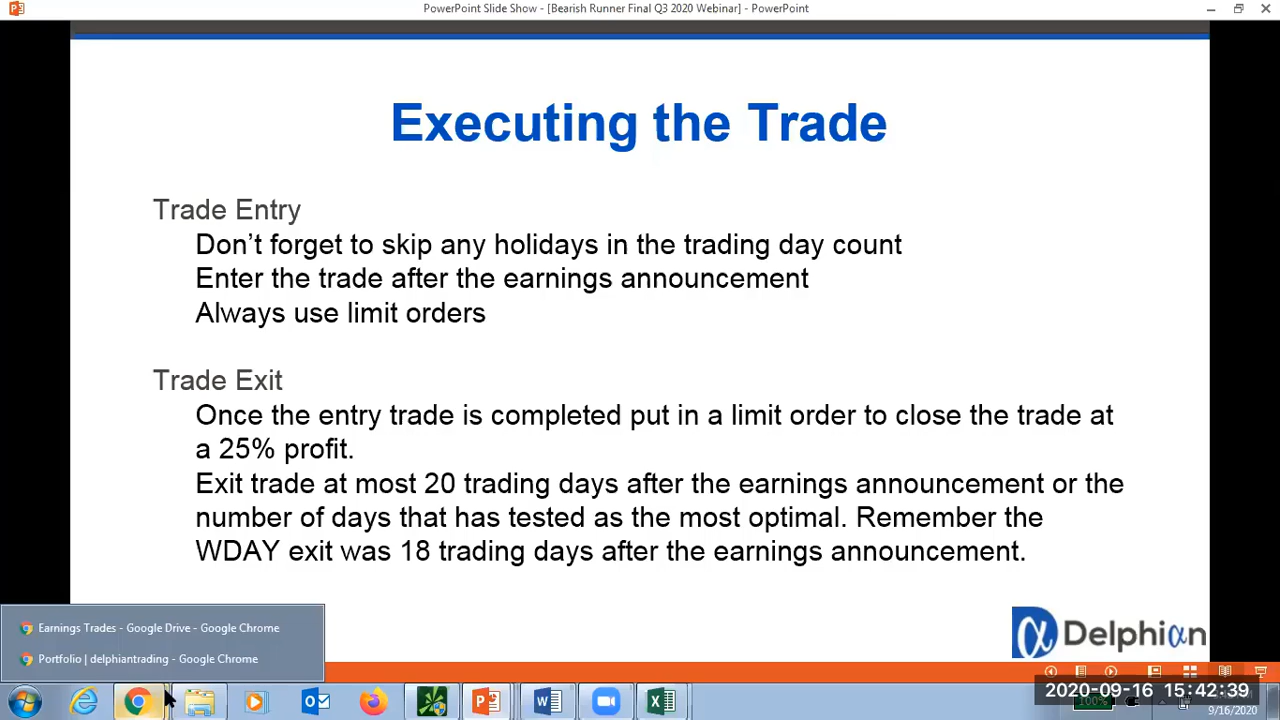 PowerPoint Slide Show - [Bearish Runner Final Q3 2020 Webinar] - PowerPoint
Executing the Trade
Trade Entry
Don't forget to skip any holidays in the trading day count
Enter the trade after the earnings announcement
Always use limit orders
Trade Exit
Once the entry trade is completed put in a limit order to close the trade at
a 25% profit.
Exit trade at most 20 trading days after the earnings announcement or the
number of days that has tested as the most optimal. Remember the
WDAY exit was 18 trading days after the earnings announcement.
Earnings Trades - Google Drive - Google Chrome
Portfolio | delphiantrading - Google Chrome
Delphiαn
2020-09-16 15:42:39
100%
9/16/2020